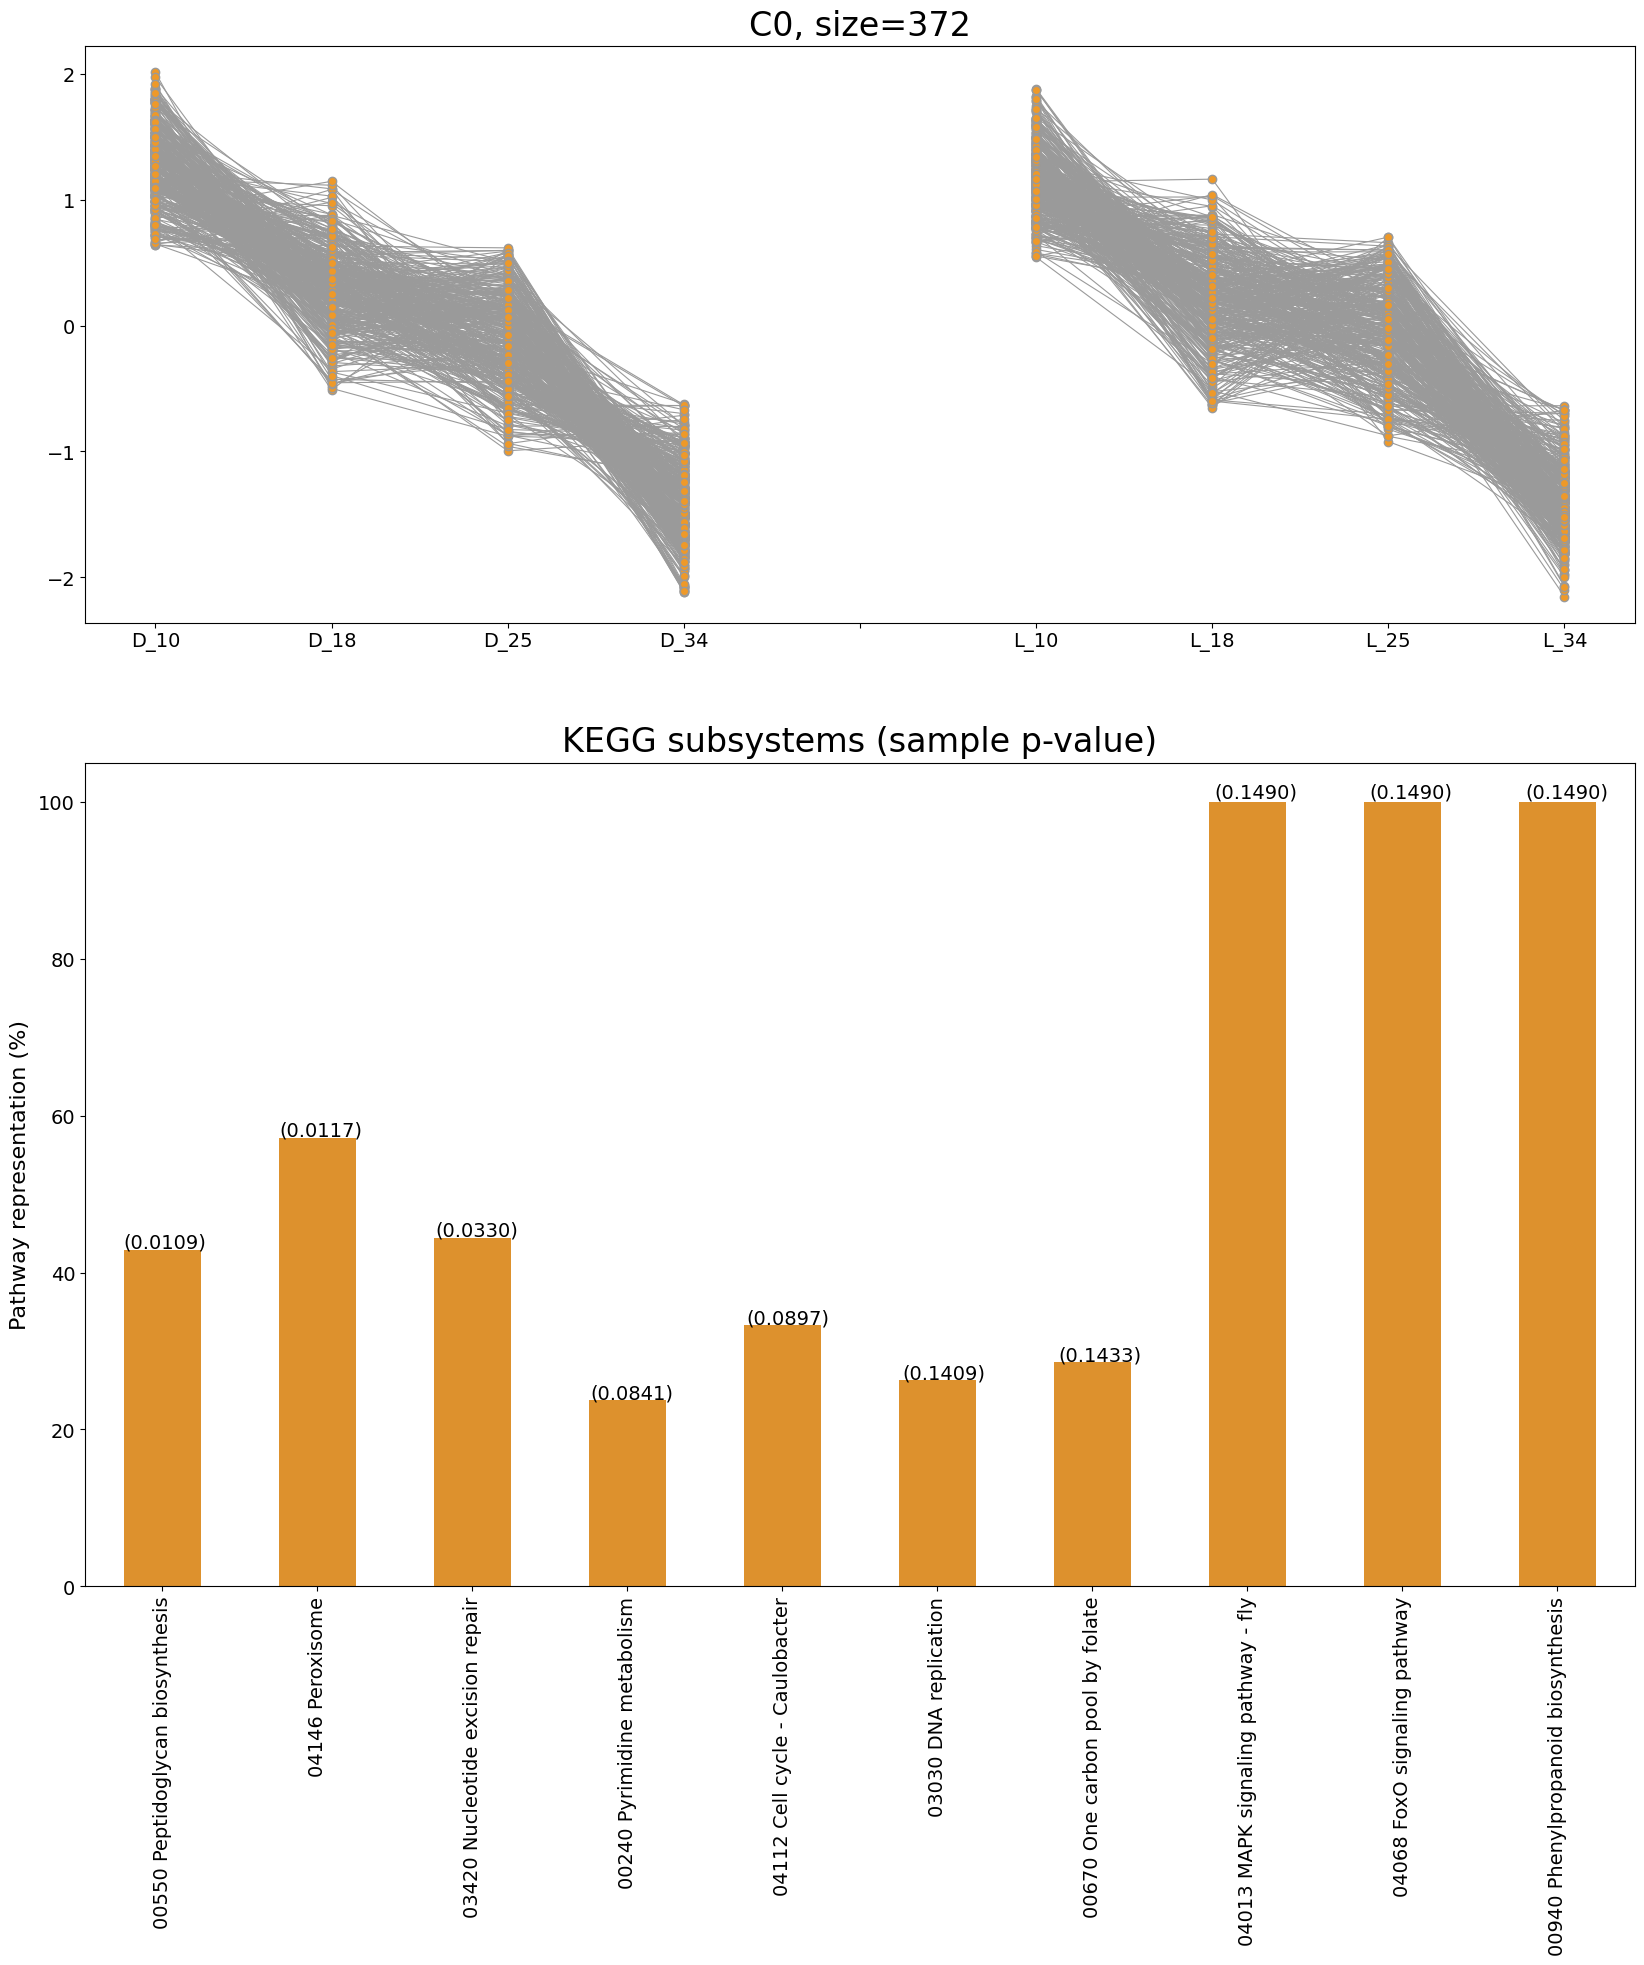 C0, size=372
2
1
0
−1
−2
D_10 D_18 D_25 D_34 L_10 L_18 L_25 L_34
KEGG subsystems (sample p-value)
Pathway representation (%)
100
80
60
40
20
0
(0.0109)
(0.0117)
(0.0330)
(0.0841)
(0.0897)
(0.1409)
(0.1433)
(0.1490)
(0.1490)
(0.1490)
00550 Peptidoglycan biosynthesis
04146 Peroxisome
03420 Nucleotide excision repair
00240 Pyrimidine metabolism
04112 Cell cycle - Caulobacter
03030 DNA replication
00670 One carbon pool by folate
04013 MAPK signaling pathway - fly
04068 FoxO signaling pathway
00940 Phenylpropanoid biosynthesis